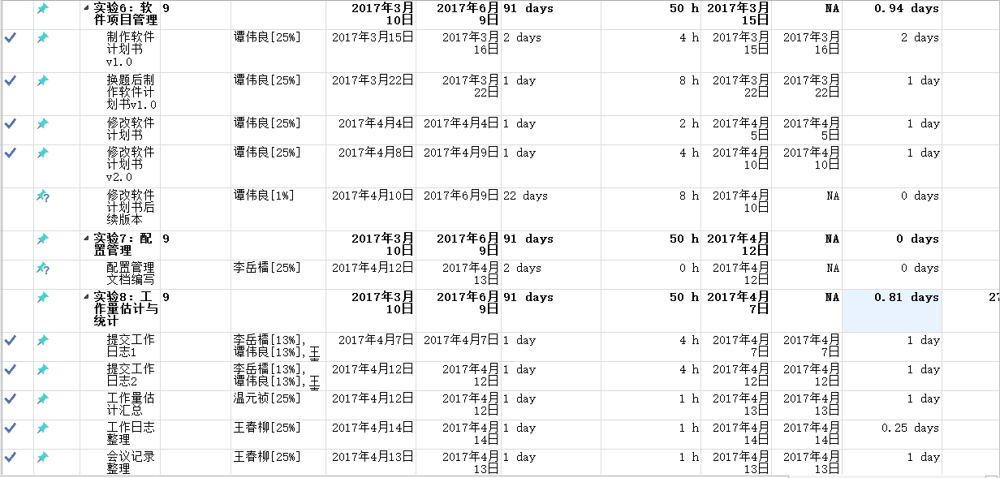 实验6：软件项目管理 9 2017年3月10日 2017年6月9日 91 days 50 h 2017年3月15日 NA 0.94 days
制作软件计划书v1.0 谭伟良[25%] 2017年3月15日 2017年3月16日 2 days 4 h 2017年3月15日 2017年3月16日 2 days
换题后制作软件计划书v1.0 谭伟良[25%] 2017年3月22日 2017年3月22日 1 day 8 h 2017年3月22日 2017年3月22日 1 day
修改软件计划书 谭伟良[25%] 2017年4月4日 2017年4月4日 1 day 2 h 2017年4月5日 2017年4月5日 1 day
修改软件计划书v2.0 谭伟良[25%] 2017年4月8日 2017年4月9日 1 day 4 h 2017年4月10日 2017年4月10日 1 day
修改软件计划书后续版本 谭伟良[1%] 2017年4月10日 2017年6月9日 22 days 8 h 2017年4月10日 NA 0 days
实验7：配置管理 9 2017年3月10日 2017年6月9日 91 days 50 h 2017年4月12日 NA 0 days
配置管理文档编写 李岳檑[25%] 2017年4月12日 2017年4月13日 2 days 0 h 2017年4月12日 NA 0 days
实验8：工作量估计与统计 9 2017年3月10日 2017年6月9日 91 days 50 h 2017年4月7日 NA 0.81 days 27
提交工作日志1 李岳檑[13%],谭伟良[13%],王 2017年4月7日 2017年4月7日 1 day 4 h 2017年4月7日 2017年4月7日 1 day
提交工作日志2 李岳檑[13%],谭伟良[13%],王 2017年4月12日 2017年4月12日 1 day 4 h 2017年4月12日 2017年4月12日 1 day
工作量估计汇总 温元祯[25%] 2017年4月12日 2017年4月12日 1 day 1 h 2017年4月13日 2017年4月13日 1 day
工作日志整理 王春柳[25%] 2017年4月14日 2017年4月14日 1 day 1 h 2017年4月14日 2017年4月14日 0.25 days
会议记录整理 王春柳[25%] 2017年4月13日 2017年4月13日 1 day 1 h 2017年4月13日 2017年4月13日 1 day